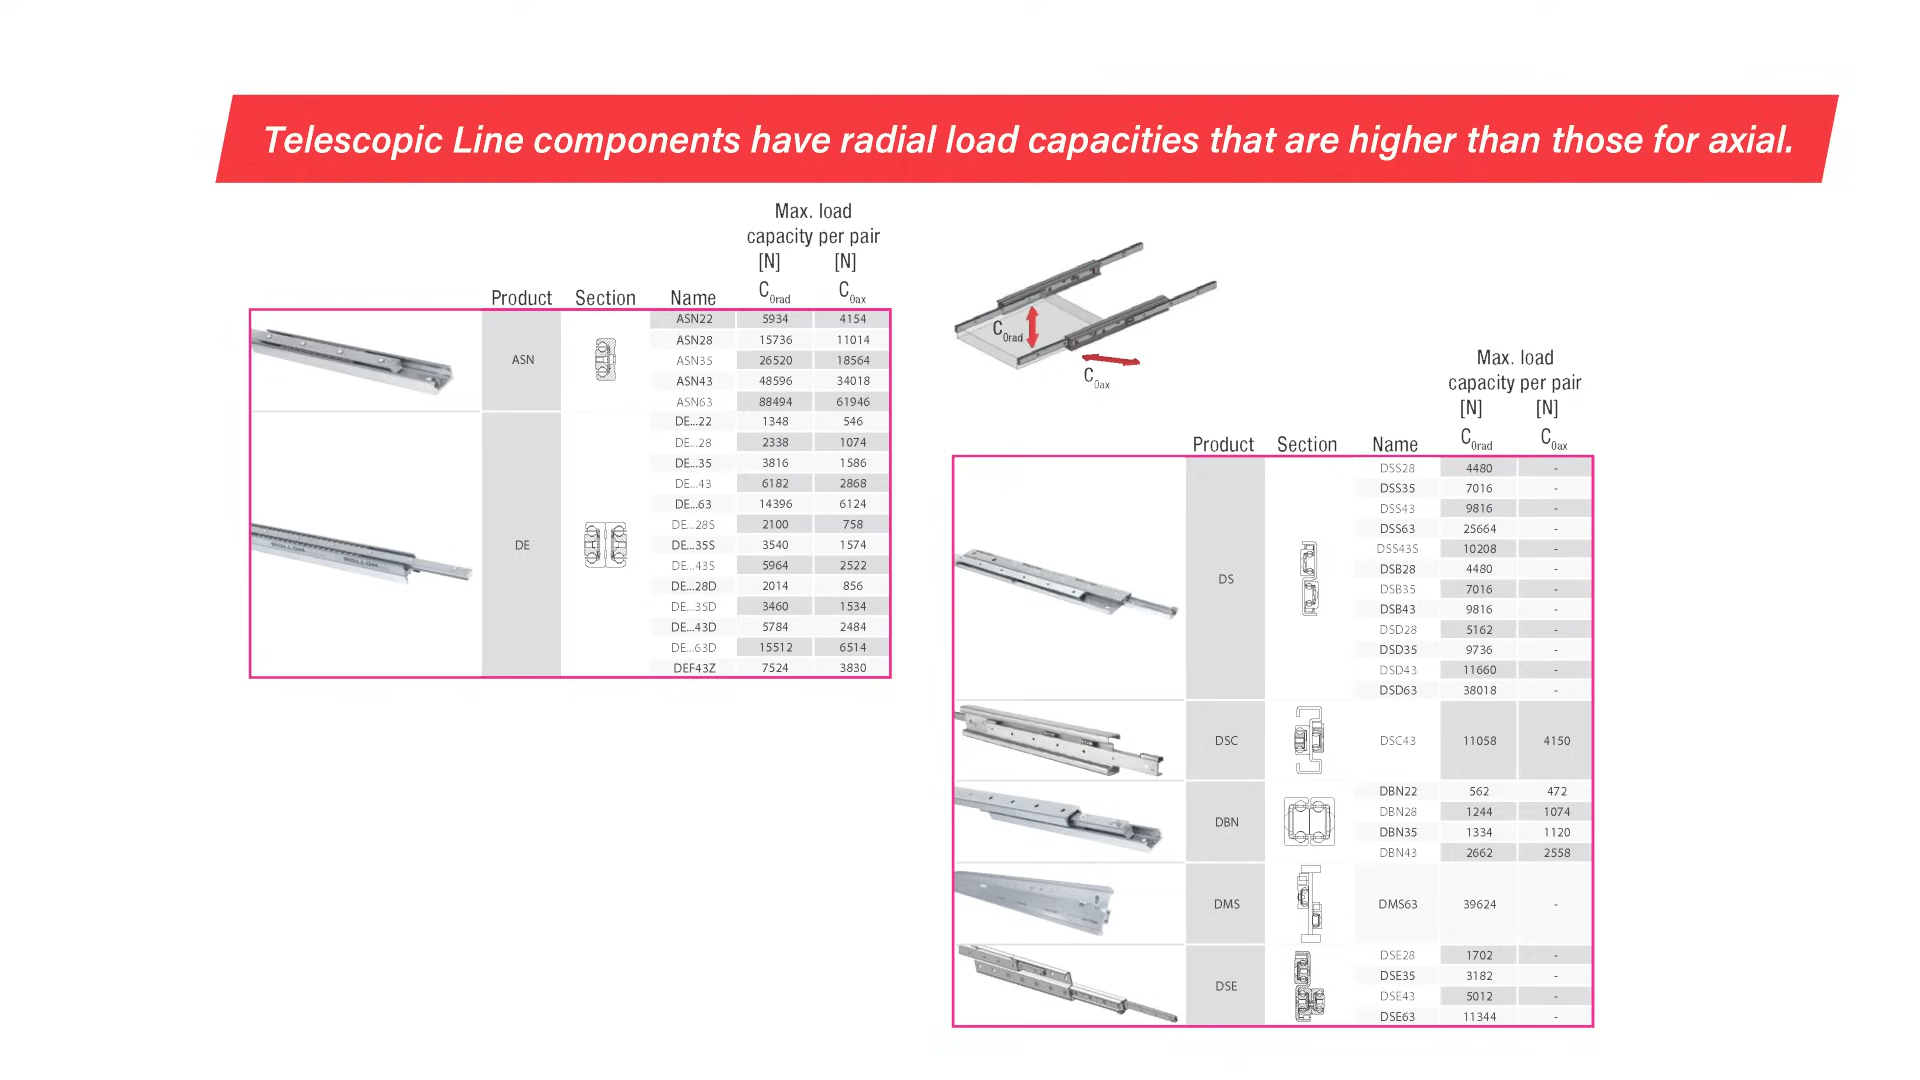 Telescopic Line components have radial load capacities that are higher than those for axial.
Max. load
capacity per pair
[N] [N]
Product Section Name C0rad C0ax
ASN
ASN22 5934 4154
ASN28 15736 11014
ASN35 26520 18564
ASN43 48596 34018
ASN63 88494 61946
DE
DE...22 1348 546
DE...28 2338 1074
DE...35 3816 1586
DE...43 6182 2868
DE...63 14396 6124
DE...28S 2100 758
DE...35S 3540 1574
DE...43S 5964 2522
DE...28D 2014 856
DE...35D 3460 1534
DE...43D 5784 2484
DE...63D 15512 6514
DEF43Z 7524 3830
ROLLON
ROLLON
C0rad
C0ax
Max. load
capacity per pair
[N] [N]
Product Section Name C0rad C0ax
DS
DSS28 4480 -
DSS35 7016 -
DSS43 9816 -
DSS63 25664 -
DSS43S 10208 -
DSB28 4480 -
DSB35 7016 -
DSB43 9816 -
DSD28 5162 -
DSD35 9736 -
DSD43 11660 -
DSD63 38018 -
DSC DSC43 11058 4150
DBN
DBN22 562 472
DBN28 1244 1074
DBN35 1334 1120
DBN43 2662 2558
DMS DMS63 39624 -
DSE
DSE28 1702 -
DSE35 3182 -
DSE43 5012 -
DSE63 11344 -